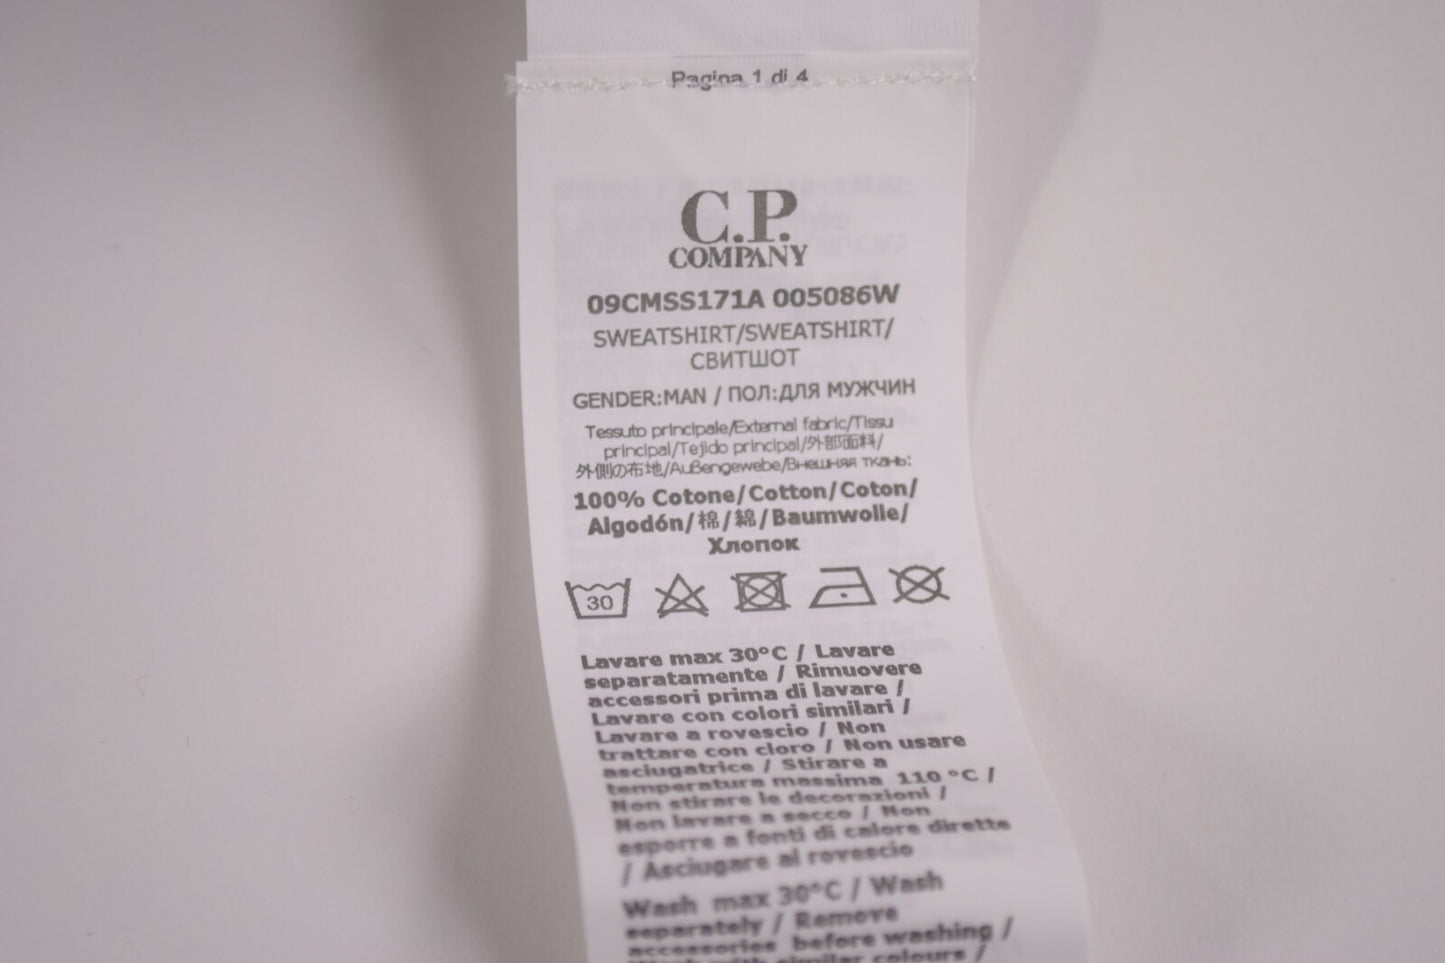 Pagina 1 di 4
C.P.
COMPANY
09CMSS171A 005086W
SWEATSHIRT/SWEATSHIRT/
СВИТШОТ
GENDER:MAN / ПОЛ:ДЛЯ МУЖЧИН
Tessuto principale/External fabric/Tissu
principal/Tejido principal/外部面料/
外側の布地/Außengewebe/Внешняя ткань:
100% Cotone/Cotton/Coton/
Algodón/棉/綿/Baumwolle/
Хлопок
30
Lavare max 30°C / Lavare
separatamente / Rimuovere
accessori prima di lavare /
Lavare con colori similari /
Lavare a rovescio / Non
trattare con cloro / Non usare
asciugatrice / Stirare a
temperatura massima 110 °C /
Non stirare le decorazioni /
Non lavare a secco / Non
esporre a fonti di calore dirette
/ Asciugare al rovescio
Wash max 30°C / Wash
separately / Remove
accessories before washing /
Wash with similar colours /